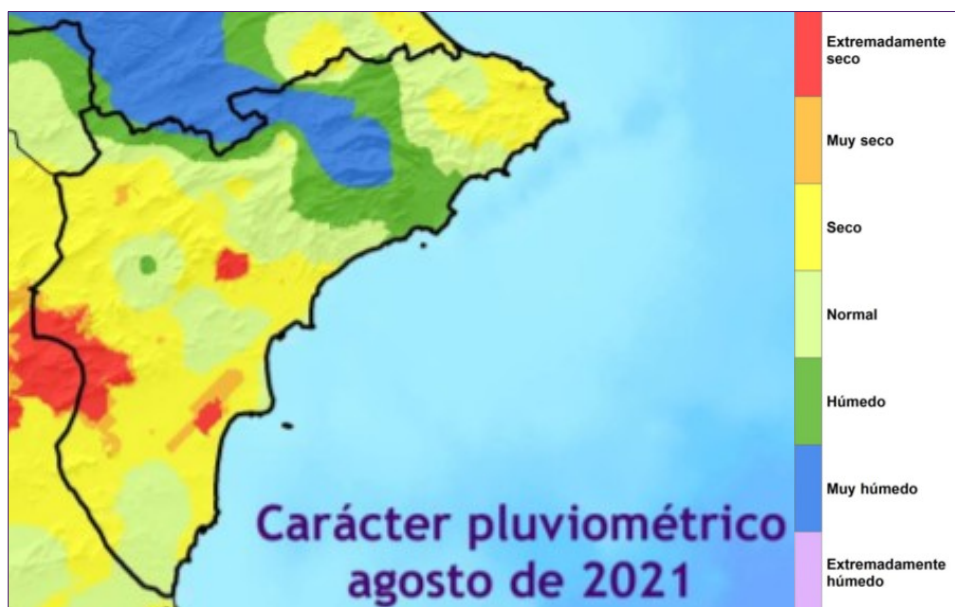 Extremadamente
seco
Muy seco
Seco
Normal
Húmedo
Muy húmedo
Extremadamente
húmedo
Carácter pluviométrico
agosto de 2021